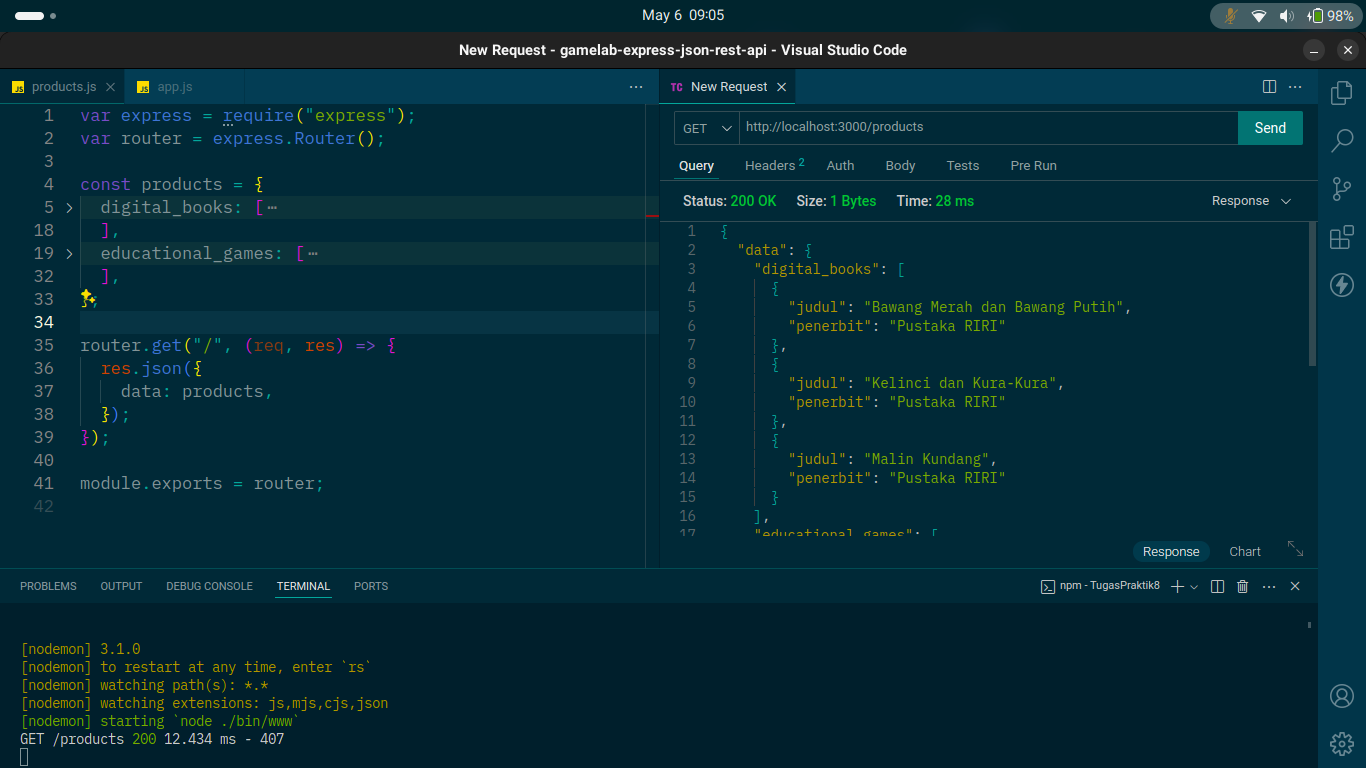 May 6 09:05
98%
New Request - gamelab-express-json-rest-api - Visual Studio Code
JS products.js
JS app.js
1 var express = require("express");
2 var router = express.Router();
3
4 const products = {
5 digital_books: [⋯
18 ],
19 educational_games: [⋯
32 ],
33 };
34
35 router.get("/", (req, res) => {
36 res.json({
37 data: products,
38 });
39 });
40
41 module.exports = router;
42
TC New Request
GET http://localhost:3000/products Send
Query Headers 2 Auth Body Tests Pre Run
Status: 200 OK Size: 1 Bytes Time: 28 ms Response
1 {
2 "data": {
3 "digital_books": [
4 {
5 "judul": "Bawang Merah dan Bawang Putih",
6 "penerbit": "Pustaka RIRI"
7 },
8 {
9 "judul": "Kelinci dan Kura-Kura",
10 "penerbit": "Pustaka RIRI"
11 },
12 {
13 "judul": "Malin Kundang",
14 "penerbit": "Pustaka RIRI"
15 }
16 ],
17 "educational_games": [
Response Chart
PROBLEMS OUTPUT DEBUG CONSOLE TERMINAL PORTS npm - TugasPraktik8
[nodemon] 3.1.0
[nodemon] to restart at any time, enter `rs`
[nodemon] watching path(s): *.*
[nodemon] watching extensions: js,mjs,cjs,json
[nodemon] starting `node ./bin/www`
GET /products 200 12.434 ms - 407